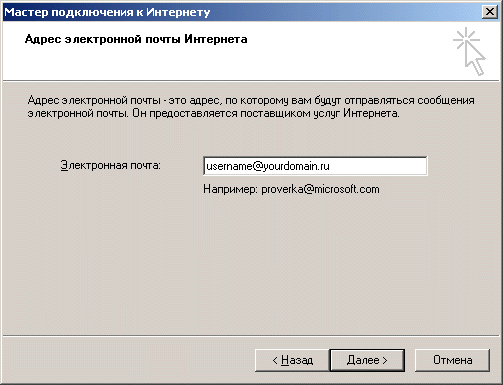 Мастер подключения к Интернету
Адрес электронной почты Интернета
Адрес электронной почты - это адрес, по которому вам будут отправляться сообщения
электронной почты. Он предоставляется поставщиком услуг Интернета.
Электронная почта: username@yourdomain.ru
Например: proverka@microsoft.com
< Назад Далее > Отмена